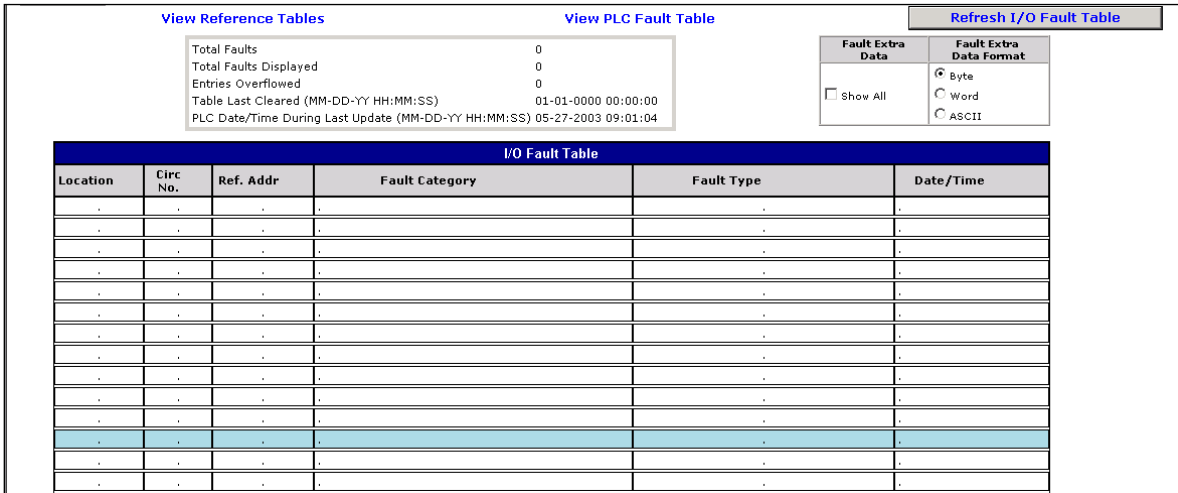 View Reference Tables View PLC Fault Table Refresh I/O Fault Table
Total Faults 0
Total Faults Displayed 0
Entries Overflowed 0
Table Last Cleared (MM-DD-YY HH:MM:SS) 01-01-0000 00:00:00
PLC Date/Time During Last Update (MM-DD-YY HH:MM:SS) 05-27-2003 09:01:04
Fault Extra Data
Show All
Fault Extra Data Format
Byte
Word
ASCII
I/O Fault Table
Location Circ No. Ref. Addr Fault Category Fault Type Date/Time
. . . . . .
. . . . . .
. . . . . .
. . . . . .
. . . . . .
. . . . . .
. . . . . .
. . . . . .
. . . . . .
. . . . . .
. . . . . .
. . . . . .
. . . . . .
. . . . . .